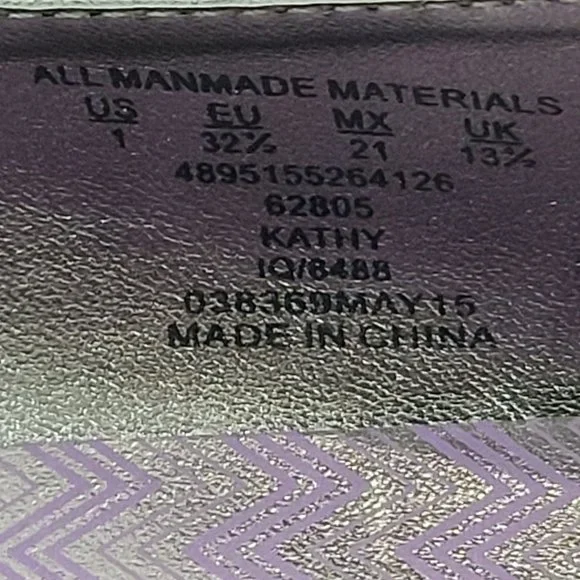 ALL MANMADE MATERIALS
US EU MX UK
1 32½ 21 13½
4895155264126
62805
KATHY
IQ/8488
038369MAY15
MADE IN CHINA